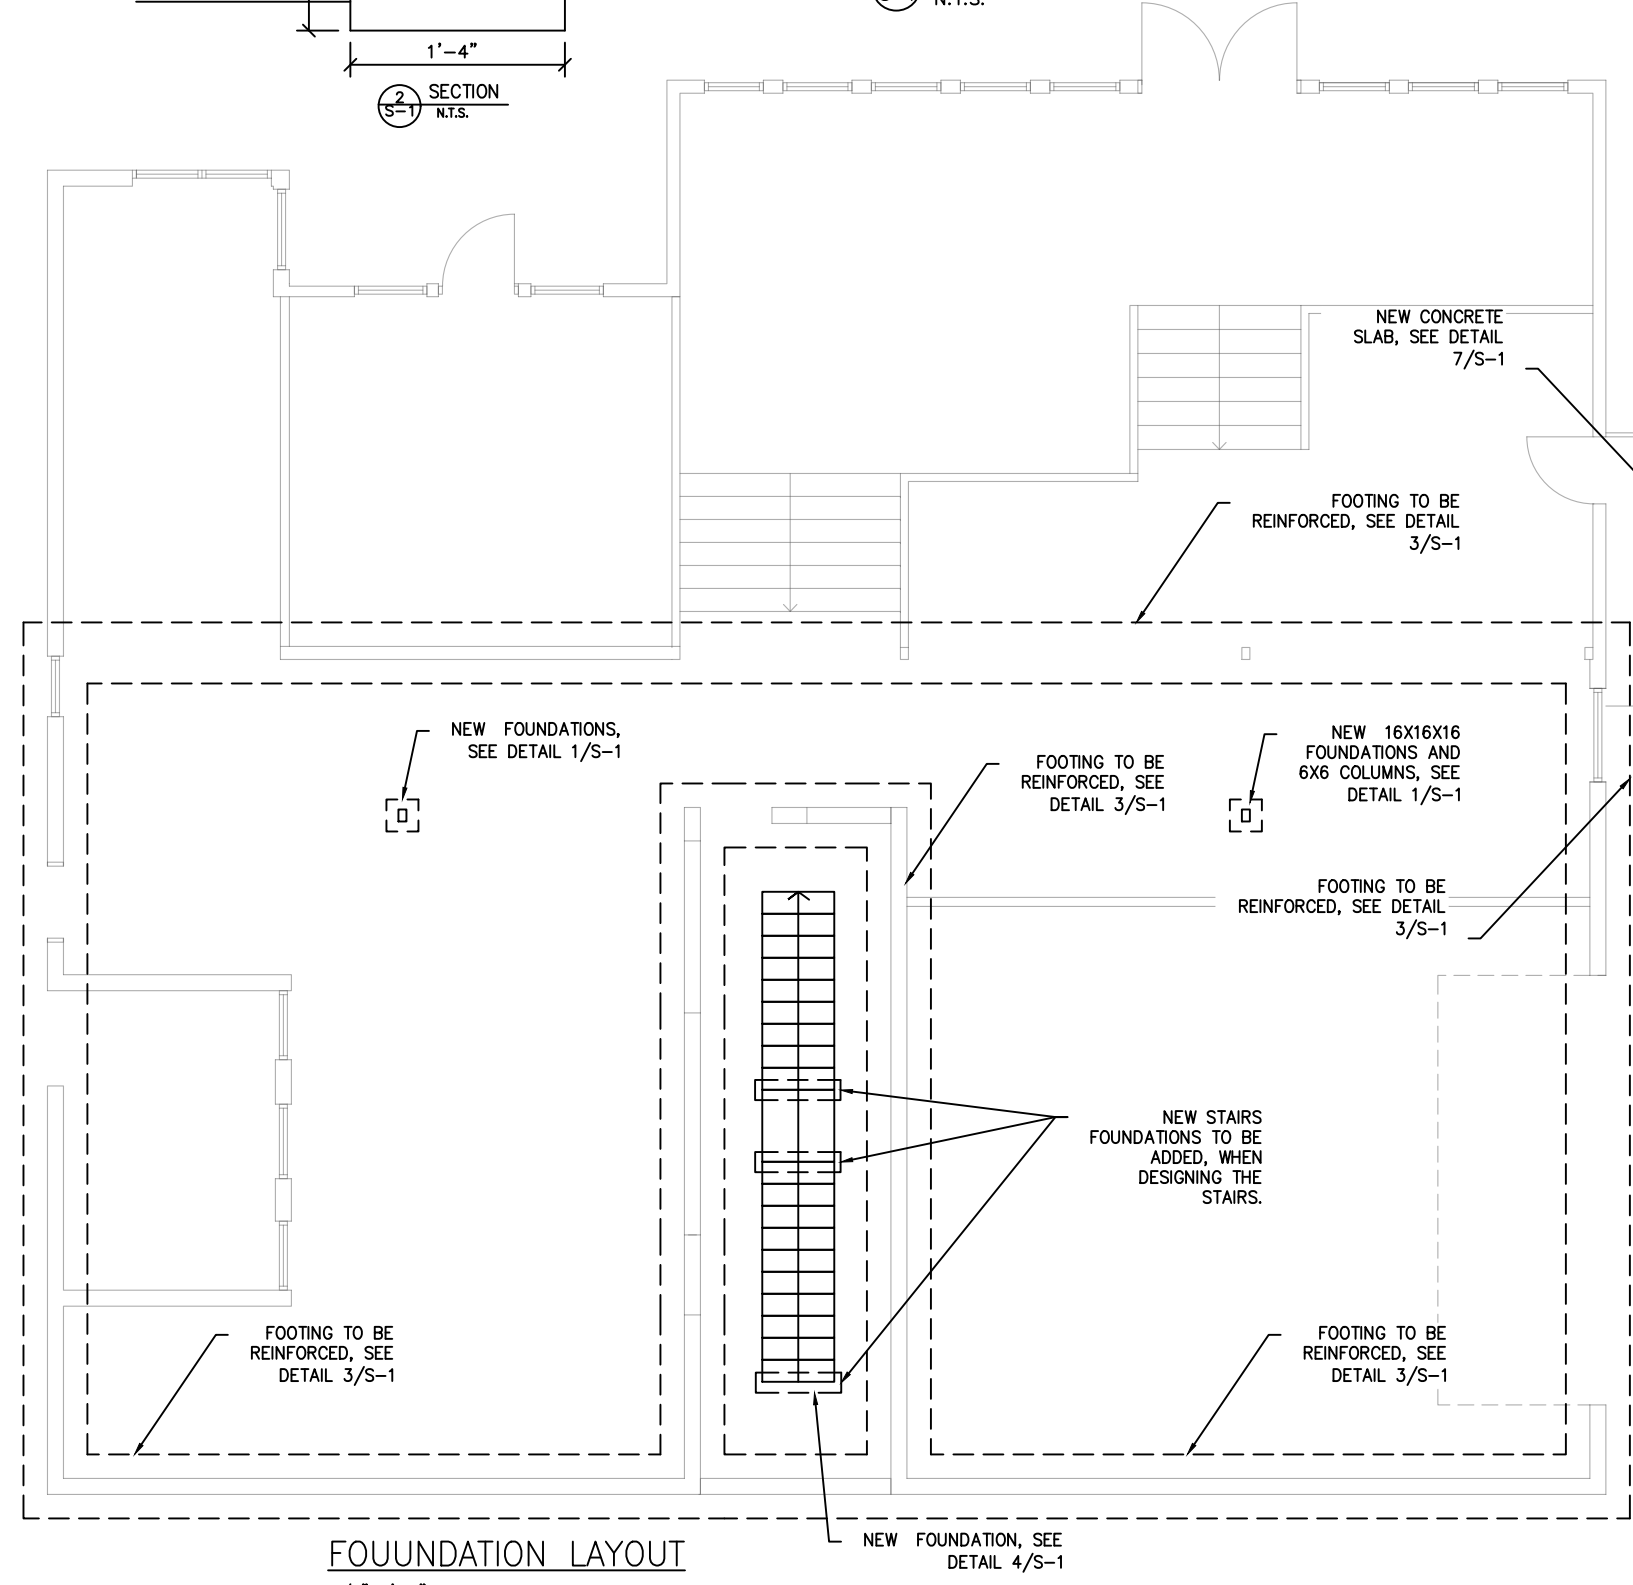 N.T.S.
1'-4"
2
S-1
SECTION
N.T.S.
NEW CONCRETE
SLAB, SEE DETAIL
7/S-1
FOOTING TO BE
REINFORCED, SEE DETAIL
3/S-1
NEW FOUNDATIONS,
SEE DETAIL 1/S-1
FOOTING TO BE
REINFORCED, SEE
DETAIL 3/S-1
NEW 16X16X16
FOUNDATIONS AND
6X6 COLUMNS, SEE
DETAIL 1/S-1
FOOTING TO BE
REINFORCED, SEE DETAIL
3/S-1
NEW STAIRS
FOUNDATIONS TO BE
ADDED, WHEN
DESIGNING THE
STAIRS.
FOOTING TO BE
REINFORCED, SEE
DETAIL 3/S-1
FOOTING TO BE
REINFORCED, SEE
DETAIL 3/S-1
NEW FOUNDATION, SEE
DETAIL 4/S-1
FOUUNDATION LAYOUT